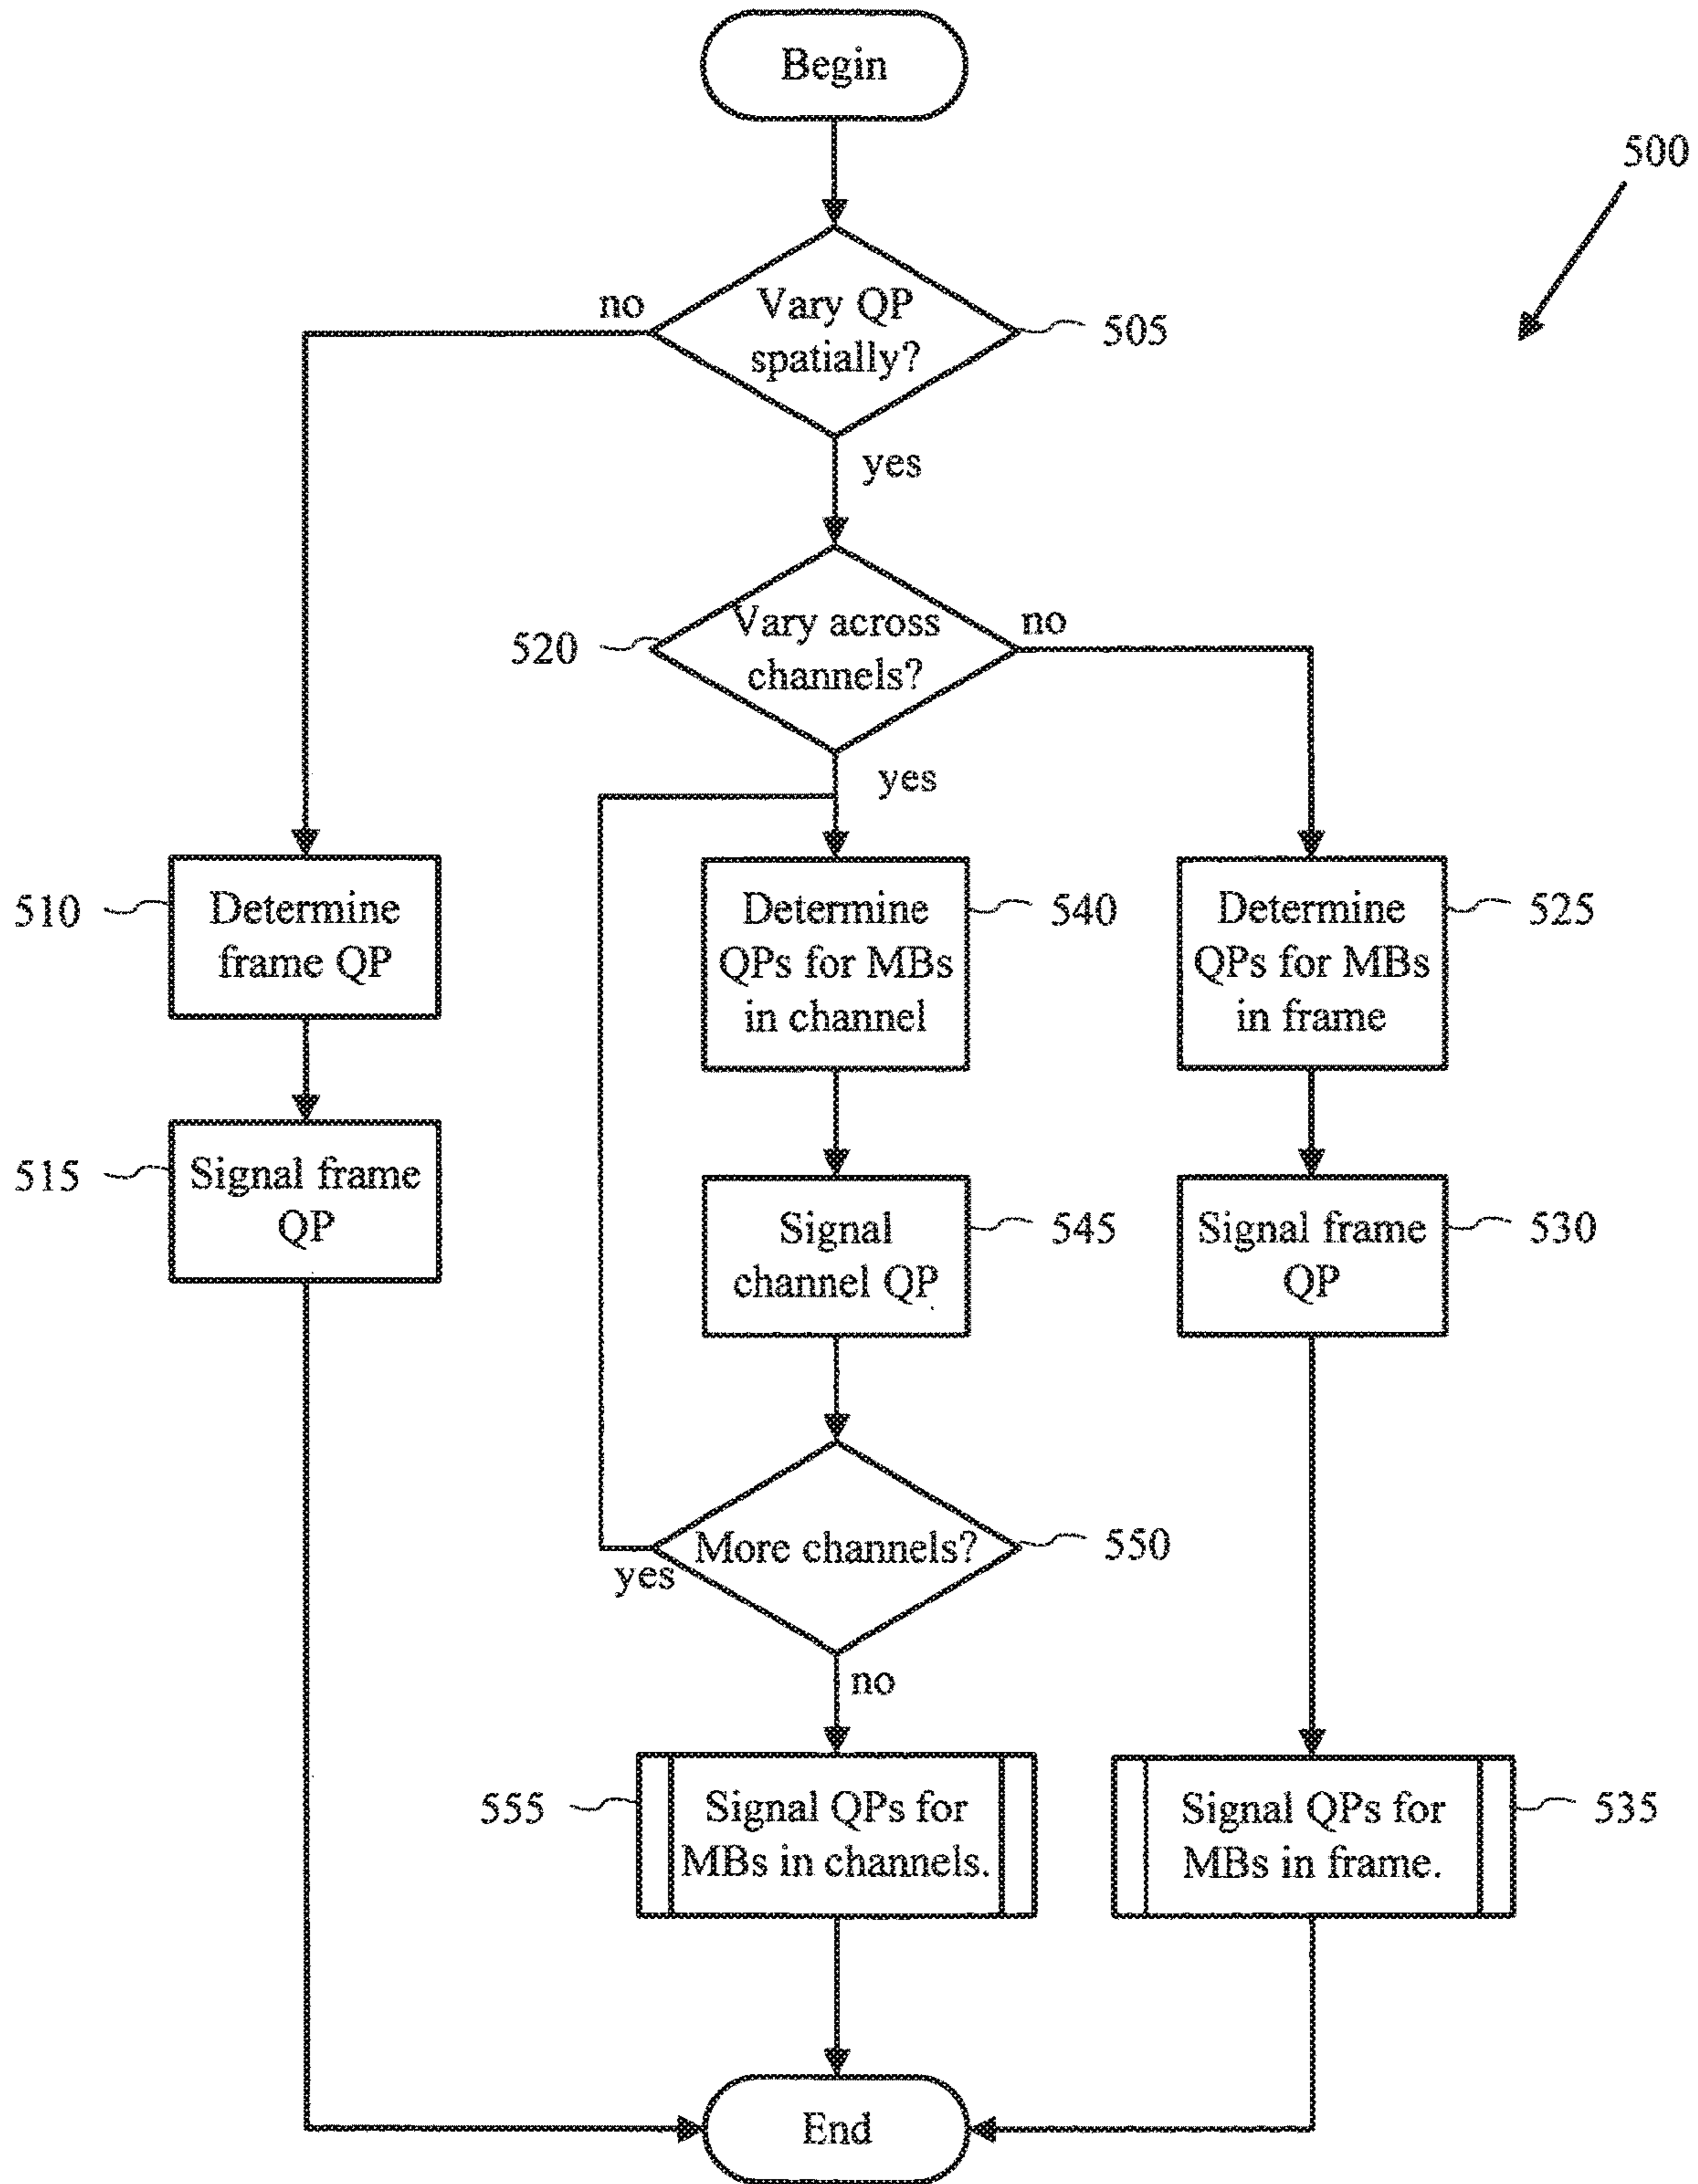 Begin
500
no
Vary QP
spatially?
505
yes
520
Vary across
channels?
no
yes
510
Determine
frame QP
Determine
QPs for MBs
in channel
540
Determine
QPs for MBs
in frame
525
515
Signal frame
QP
Signal
channel QP
545
Signal frame
QP
530
More channels?
550
yes
no
555
Signal QPs for
MBs in channels.
Signal QPs for
MBs in frame.
535
End